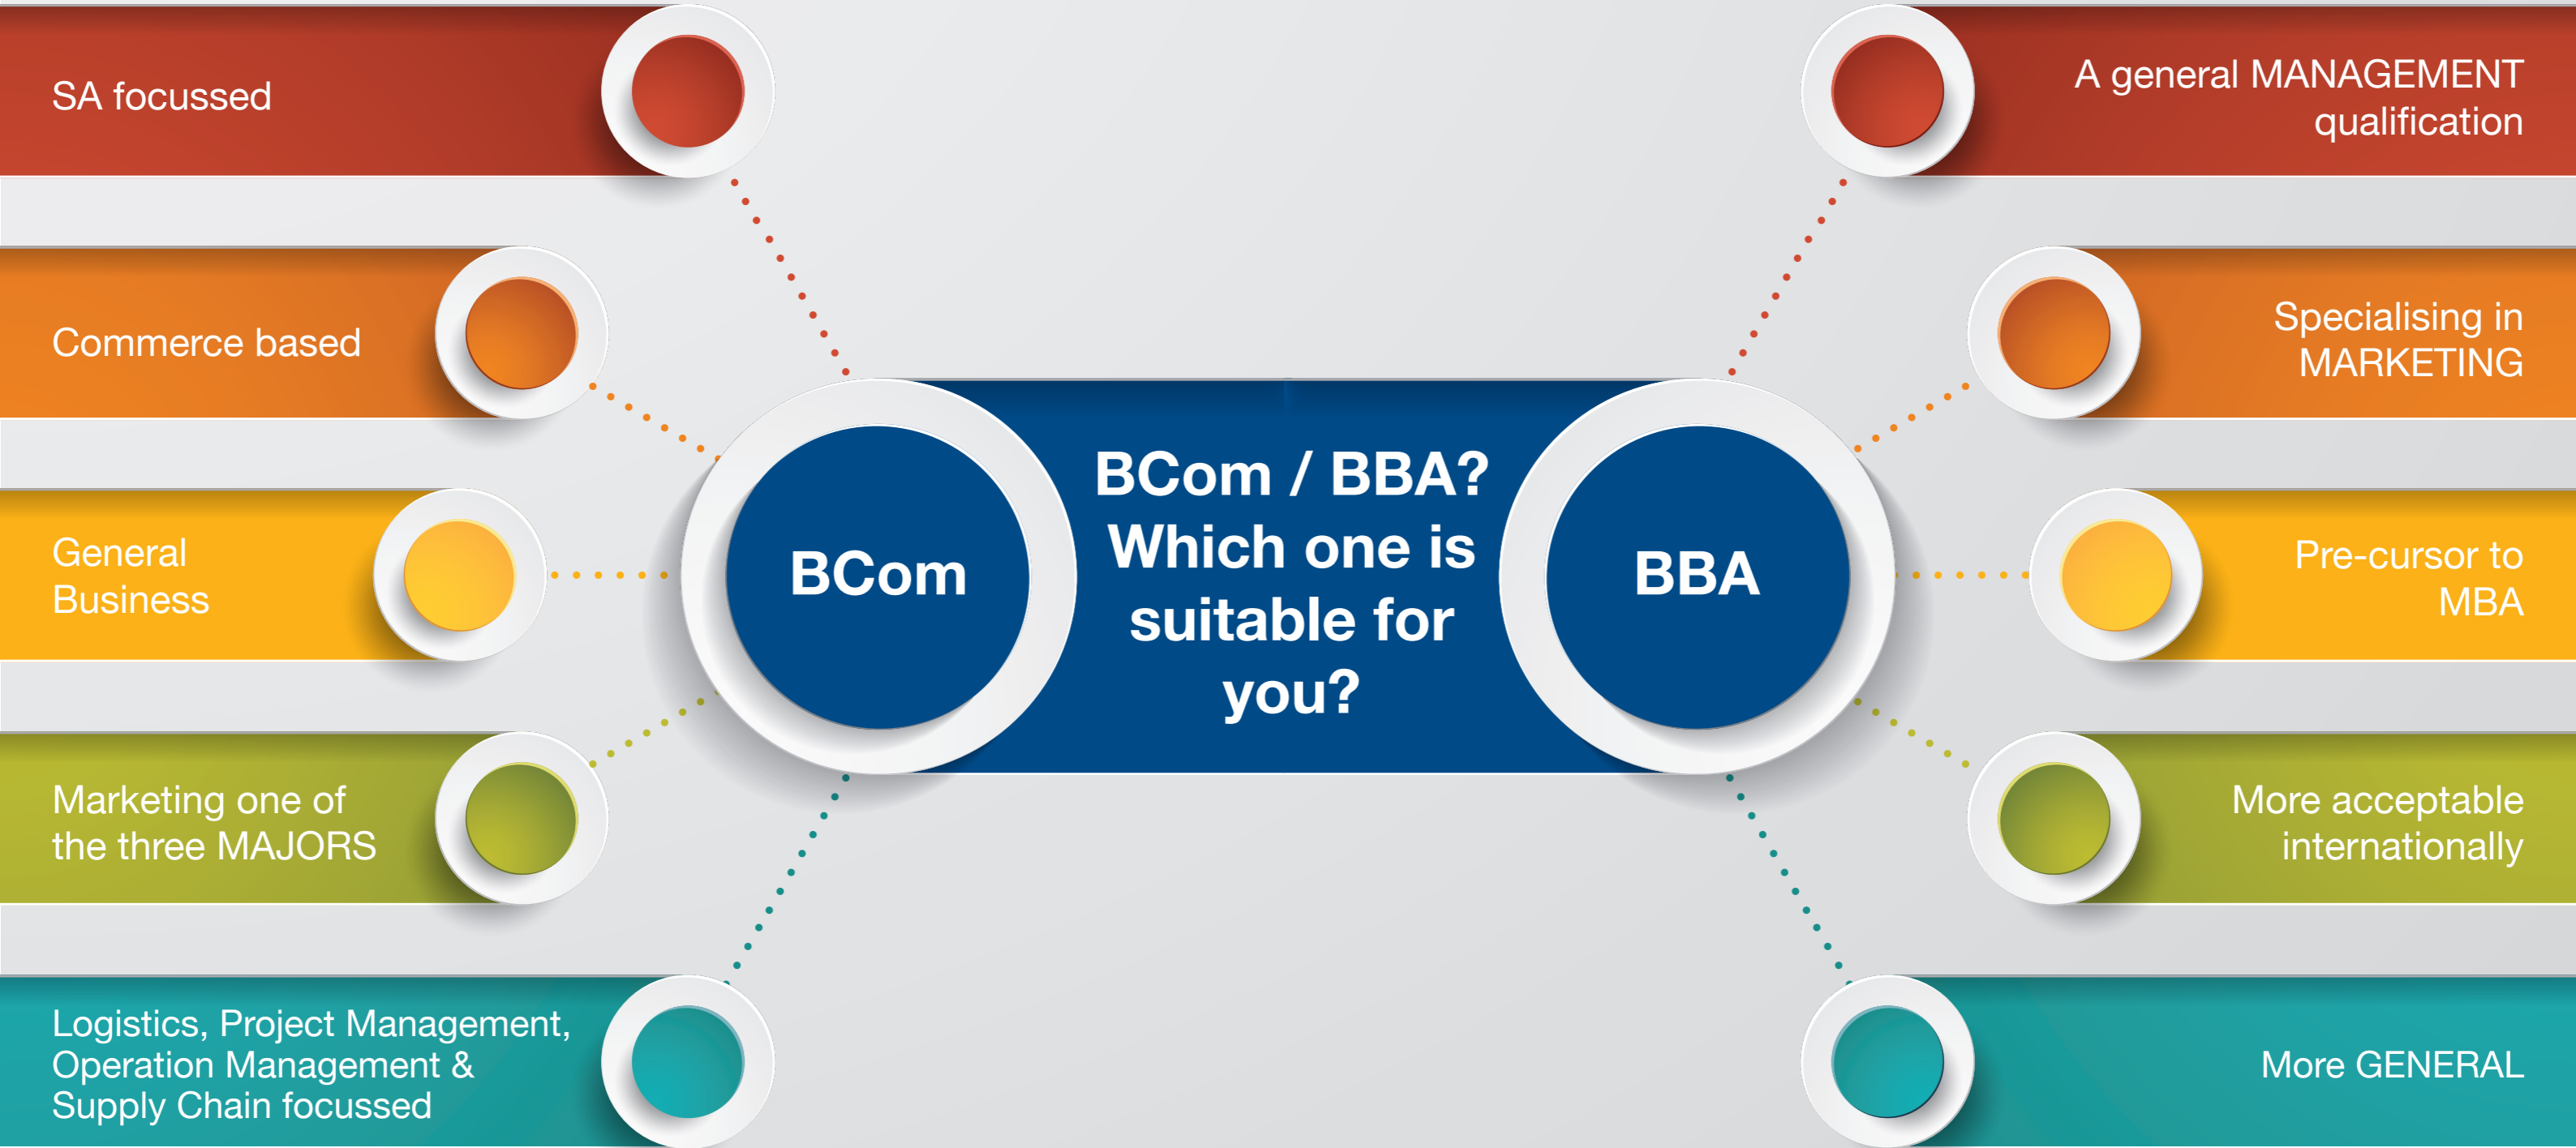 SA focussed
Commerce based
General
Business
Marketing one of
the three MAJORS
Logistics, Project Management,
Operation Management &
Supply Chain focussed
BCom
BCom / BBA?
Which one is
suitable for
you?
BBA
A general MANAGEMENT
qualification
Specialising in
MARKETING
Pre-cursor to
MBA
More acceptable
internationally
More GENERAL